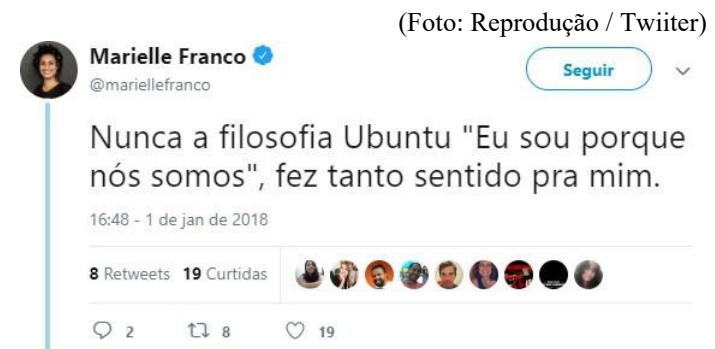 (Foto: Reprodução / Twiiter)
Marielle Franco
@mariellefranco
Seguir
Nunca a filosofia Ubuntu "Eu sou porque
nós somos", fez tanto sentido pra mim.
16:48 - 1 de jan de 2018
8 Retweets 19 Curtidas
2 8 19